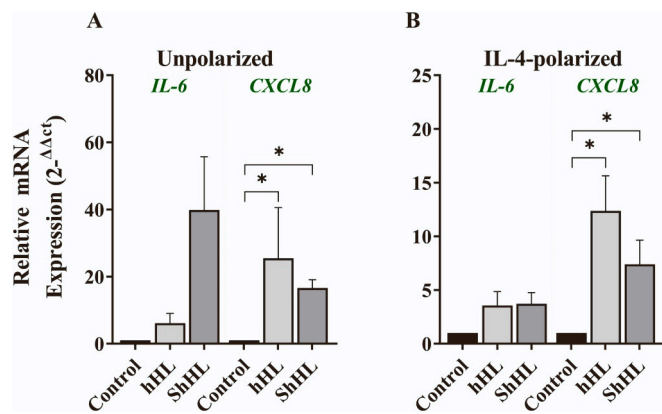 A
Unpolarized
IL-6 CXCL8
Relative mRNA
Expression (2-ΔΔct)
80
60
40
20
0
* *
Control hHL ShHL Control hHL ShHL
B
IL-4-polarized
IL-6 CXCL8
25
20
15
10
5
0
* *
Control hHL ShHL Control hHL ShHL